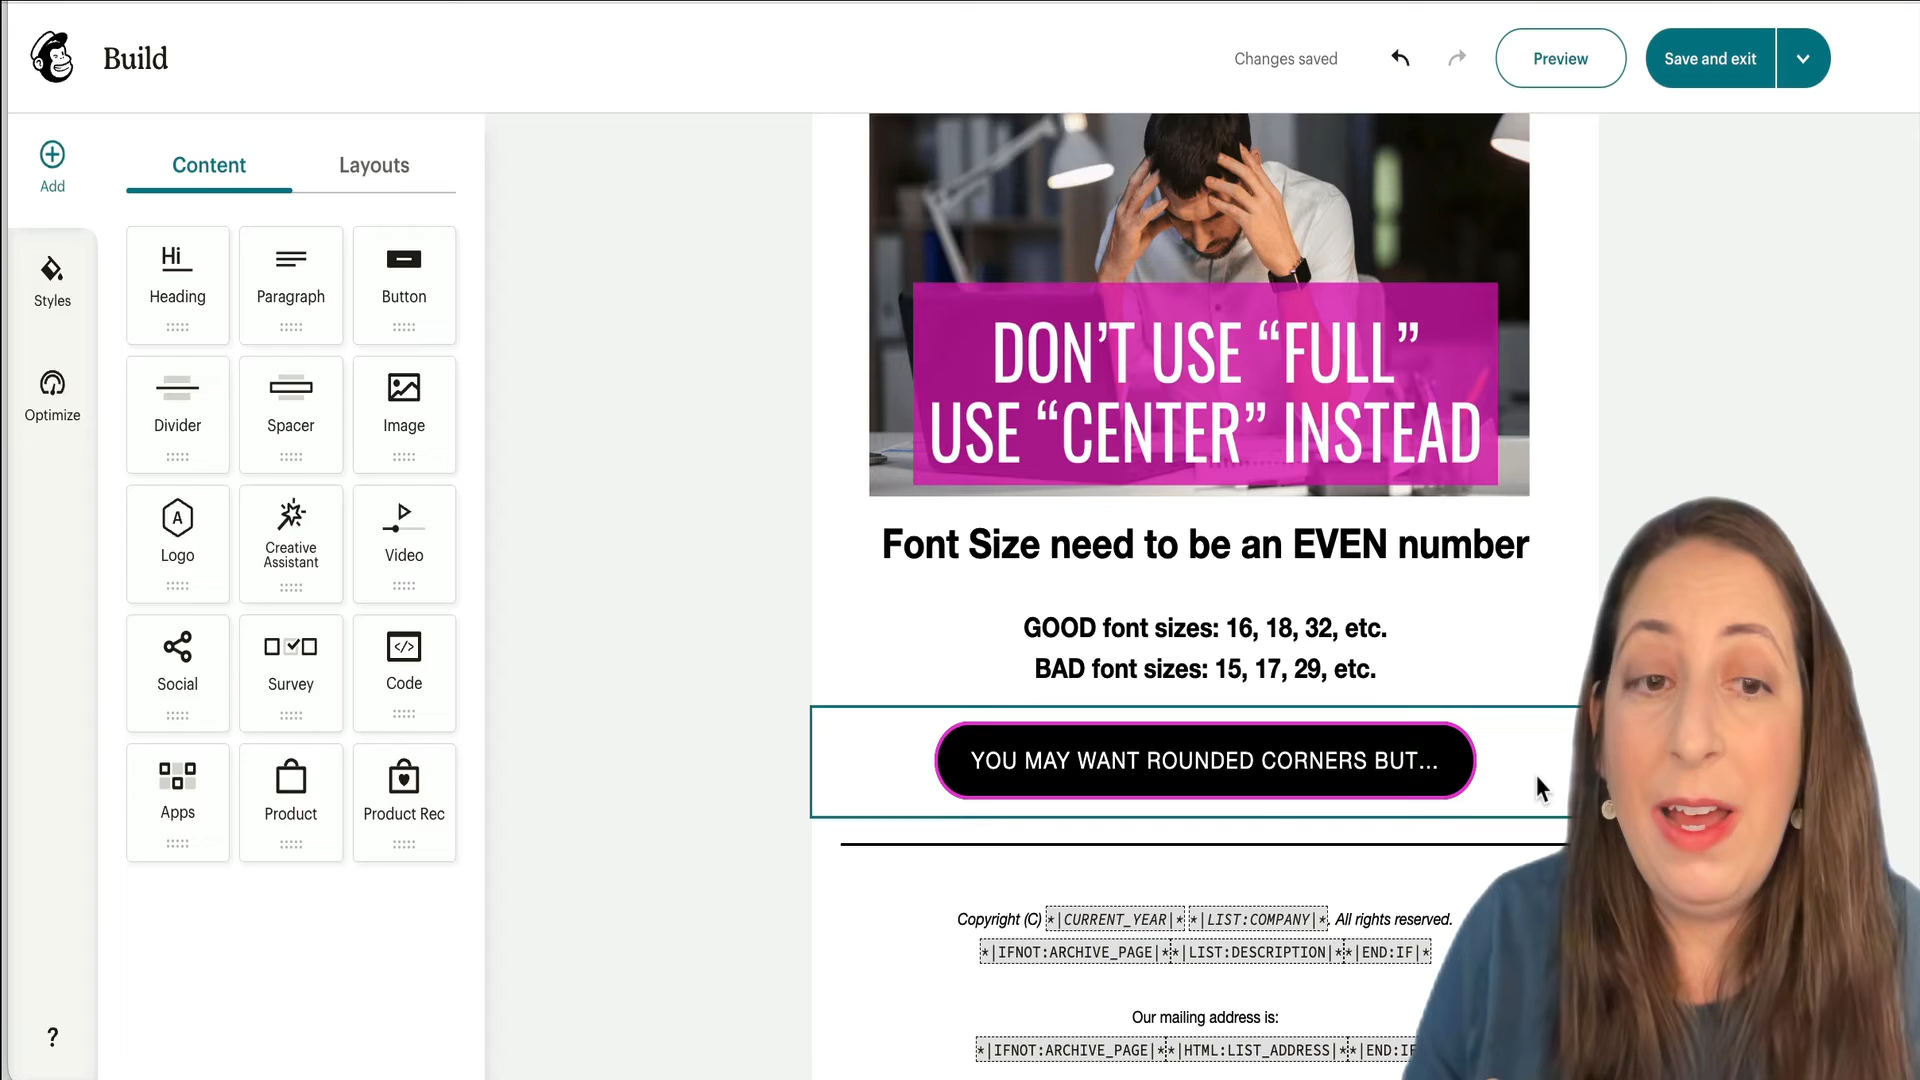 Build
Changes saved
Preview
Save and exit
Add
Content
Layouts
Styles
Optimize
Hi
Heading
Paragraph
Button
Divider
Spacer
Image
A
Logo
Creative
Assistant
Video
Social
Survey
</>
Code
Apps
Product
Product Rec
?
DON’T USE “FULL”
USE “CENTER” INSTEAD
Font Size need to be an EVEN number
GOOD font sizes: 16, 18, 32, etc.
BAD font sizes: 15, 17, 29, etc.
YOU MAY WANT ROUNDED CORNERS BUT...
Copyright (C) *|CURRENT_YEAR|* *|LIST:COMPANY|*. All rights reserved.
*|IFNOT:ARCHIVE_PAGE|**|LIST:DESCRIPTION|**|END:IF|*
Our mailing address is:
*|IFNOT:ARCHIVE_PAGE|**|HTML:LIST_ADDRESS|**|END:IF